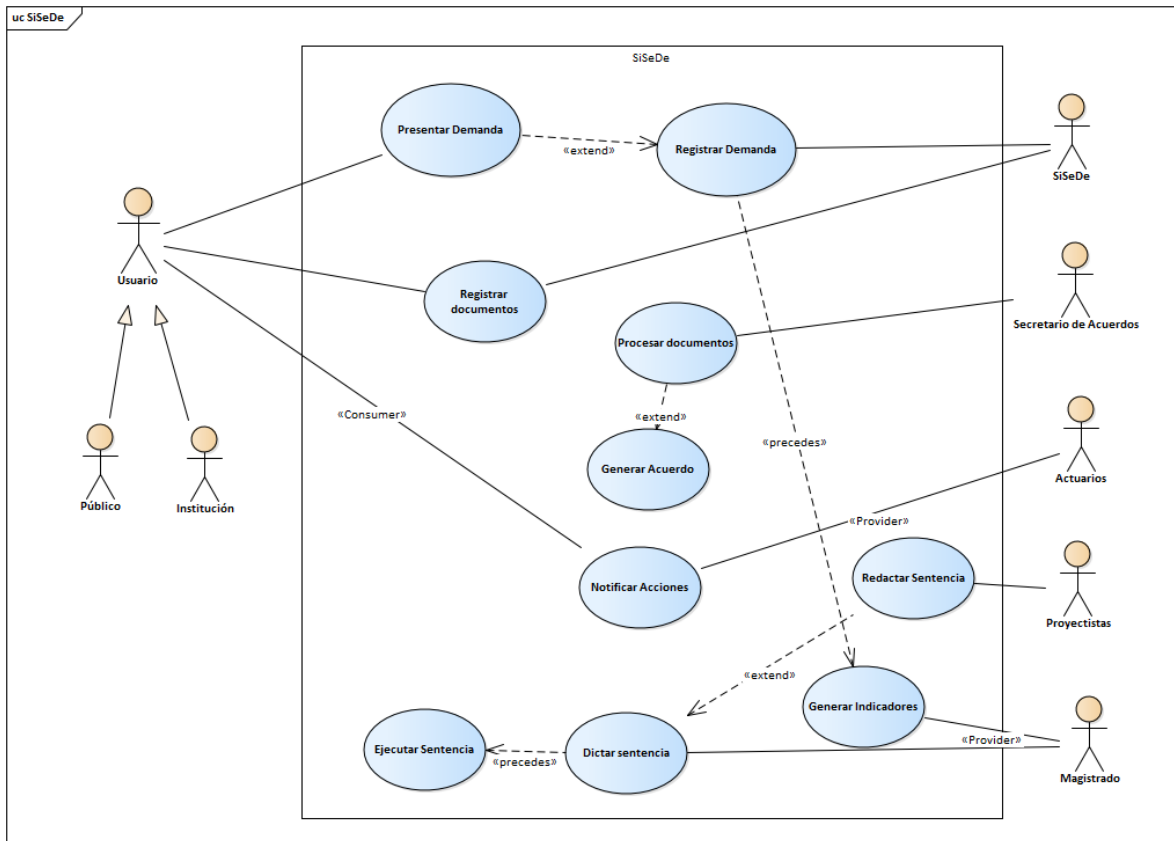 uc SiSeDe
SiSeDe
Presentar Demanda
«extend»
Registrar Demanda
SiSeDe
Usuario
Registrar
documentos
Procesar documentos
Secretario de Acuerdos
«Consumer»
«extend»
«precedes»
Generar Acuerdo
Público
Institución
Actuarios
«Provider»
Notificar Acciones
Redactar Sentencia
Proyectistas
«extend»
Generar Indicadores
«Provider»
Ejecutar Sentencia
«precedes»
Dictar sentencia
Magistrado